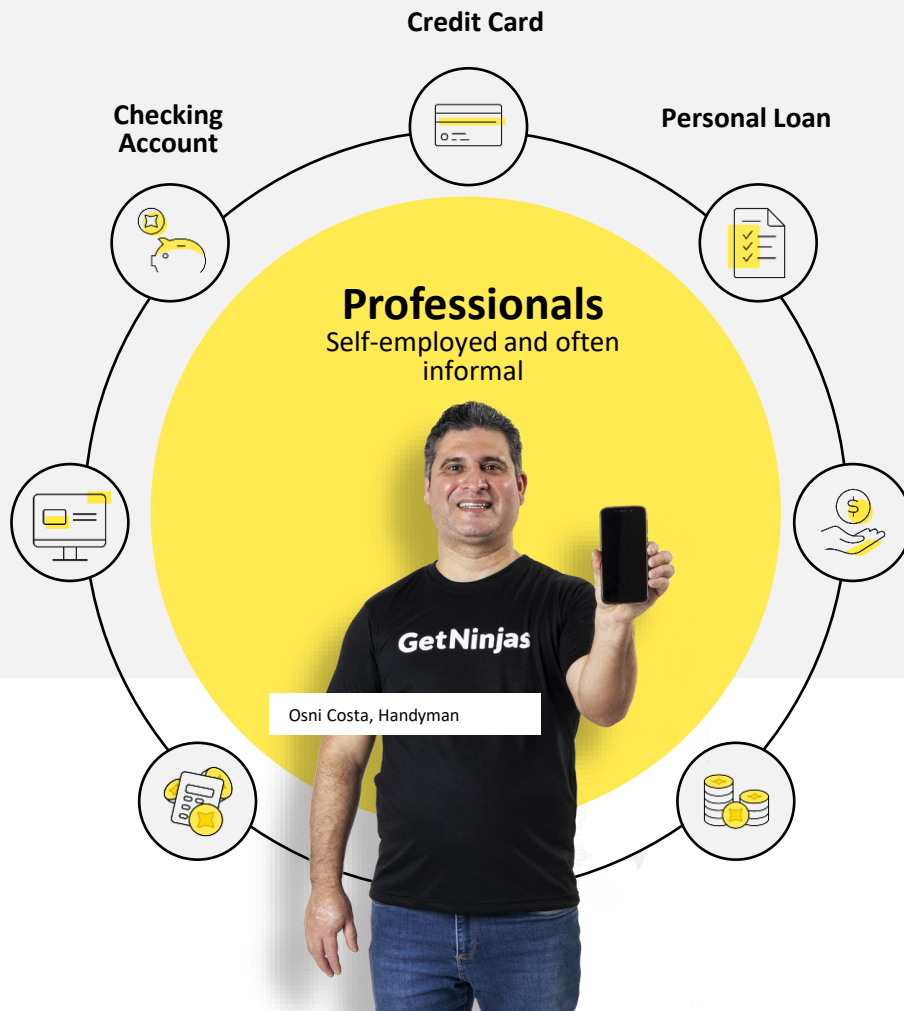 Credit Card
Checking
Account
Personal Loan
Professionals
Self-employed and often
informal
GetNinjas
Osni Costa, Handyman